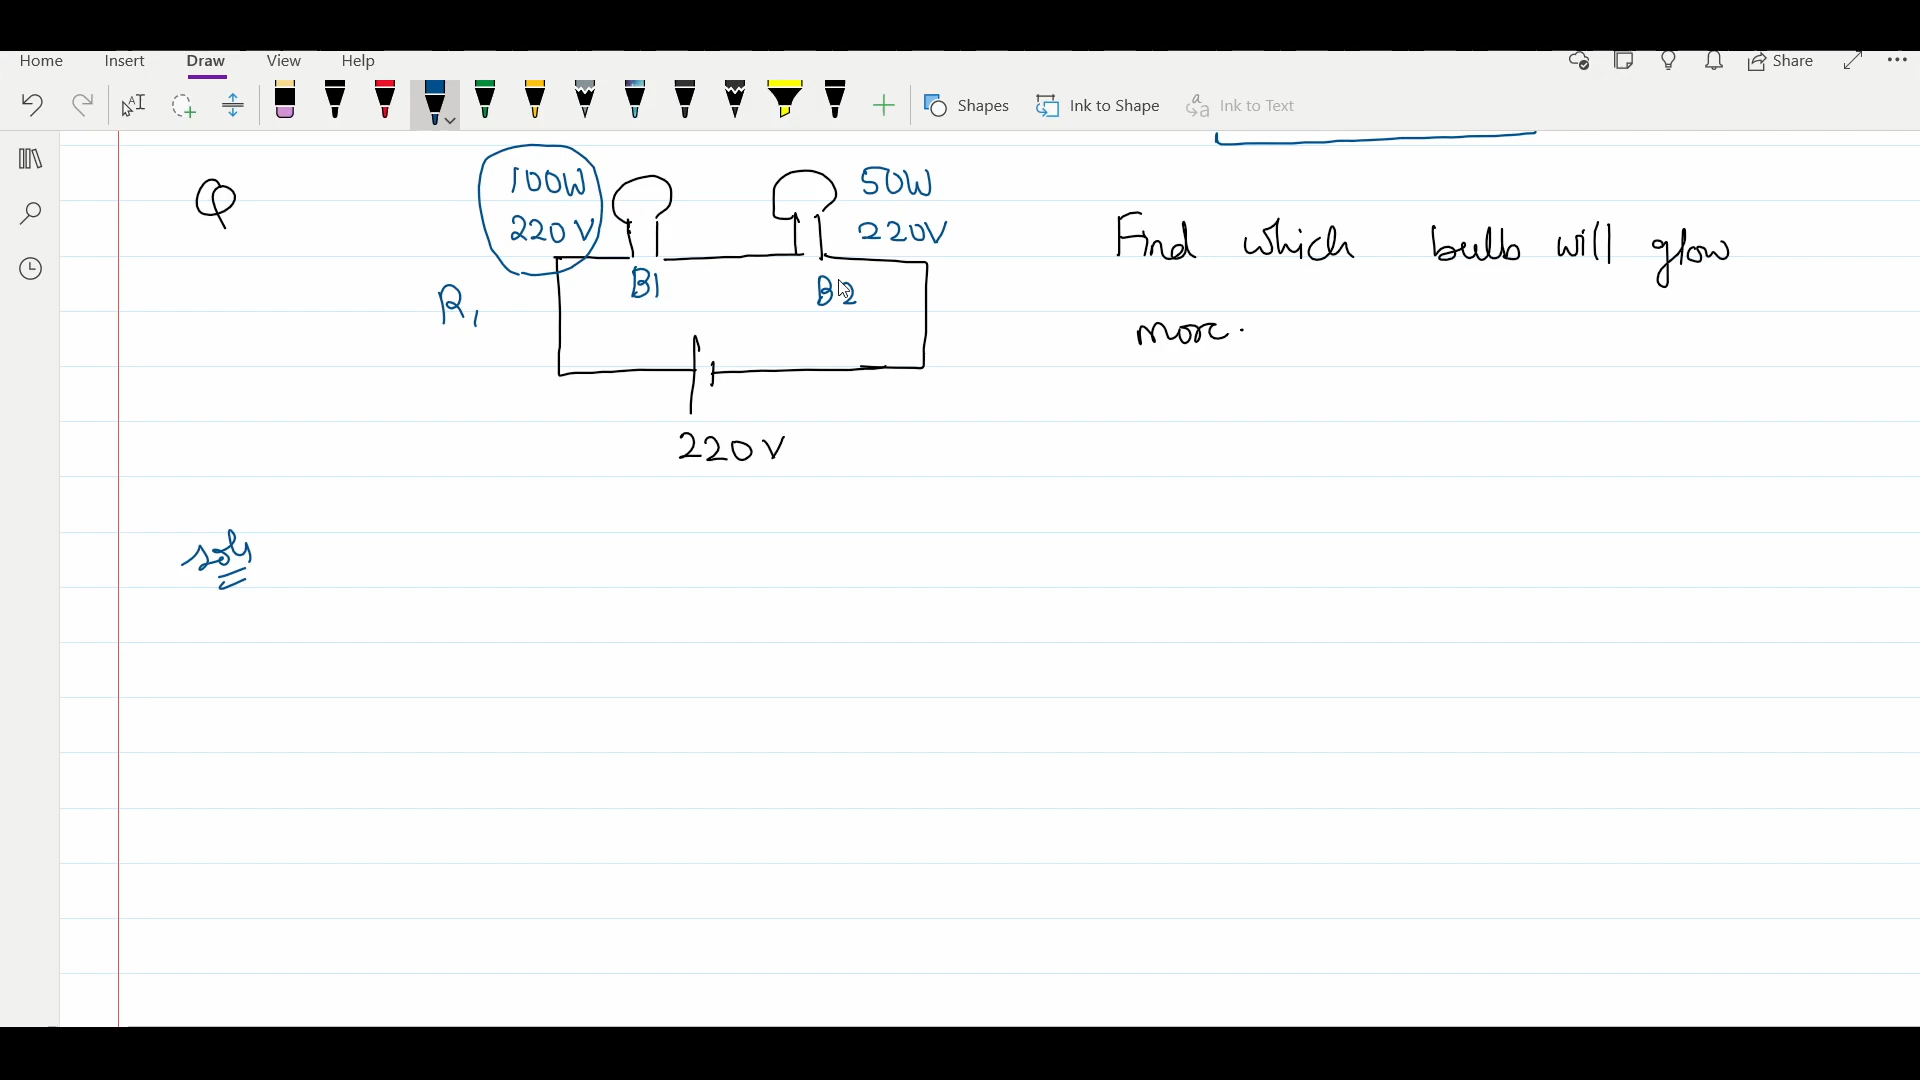 Home Insert Draw View Help Share
Shapes Ink to Shape Ink to Text
Q
100W
220V
50W
220V
B1
B2
R1
220V
Find which bulb will glow
more.
soln